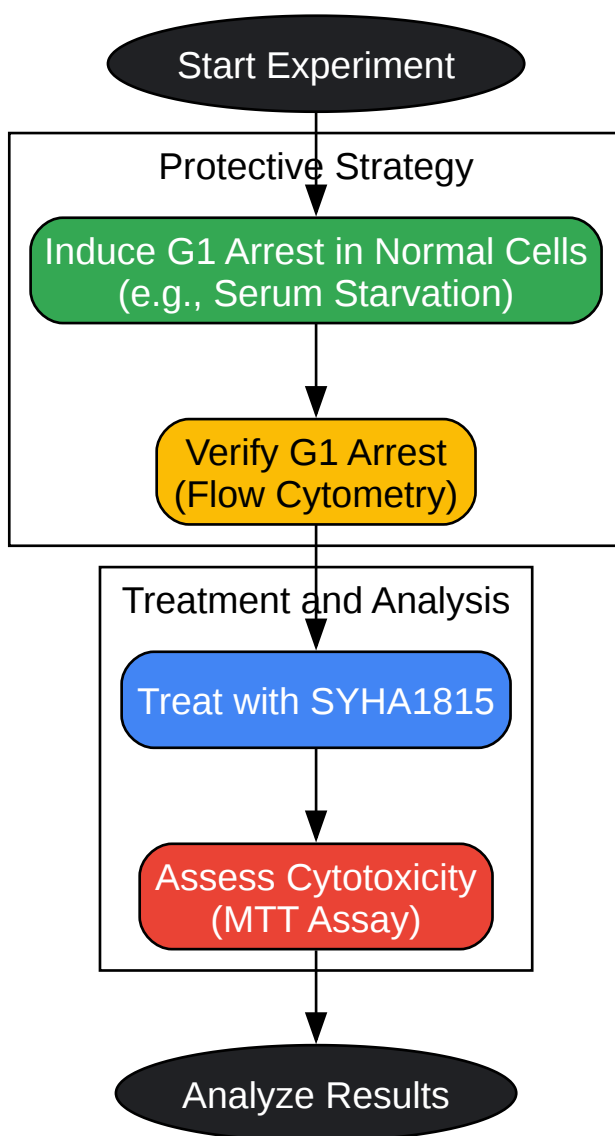 Start Experiment
Protective Strategy
Induce G1 Arrest in Normal Cells
(e.g., Serum Starvation)
Verify G1 Arrest
(Flow Cytometry)
Treatment and Analysis
Treat with SYHA1815
Assess Cytotoxicity
(MTT Assay)
Analyze Results